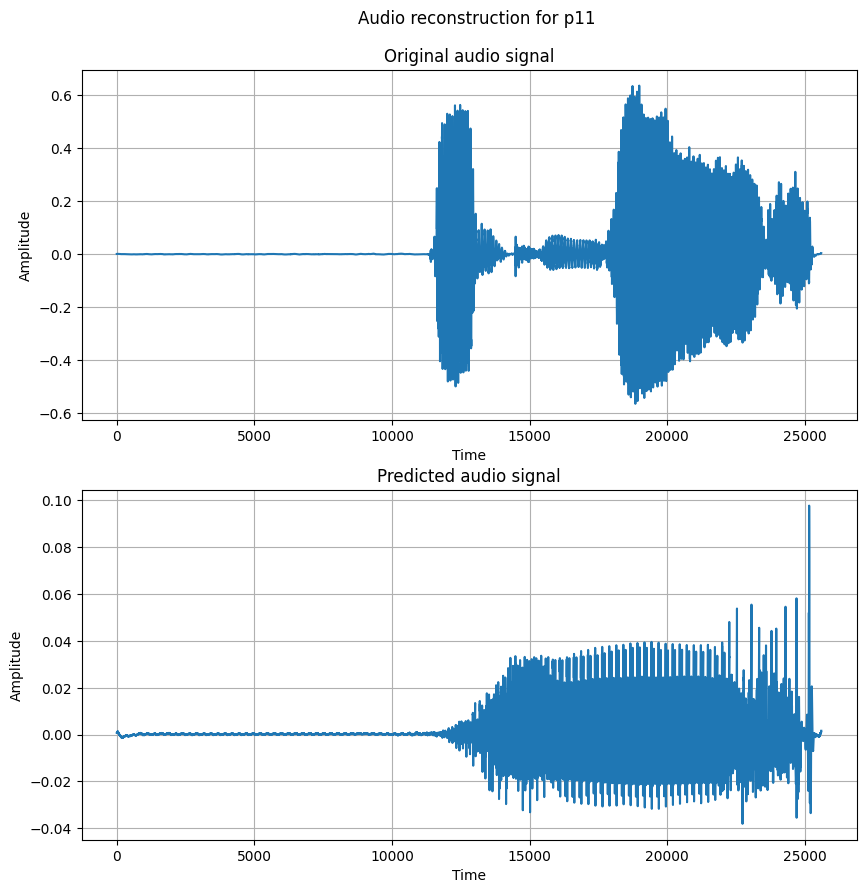 Audio reconstruction for p11
Original audio signal
0.6
0.4
0.2
0.0
−0.2
−0.4
−0.6
Amplitude
0 5000 10000 15000 20000 25000
Time
Predicted audio signal
0.10
0.08
0.06
0.04
0.02
0.00
−0.02
−0.04
Amplitude
0 5000 10000 15000 20000 25000
Time